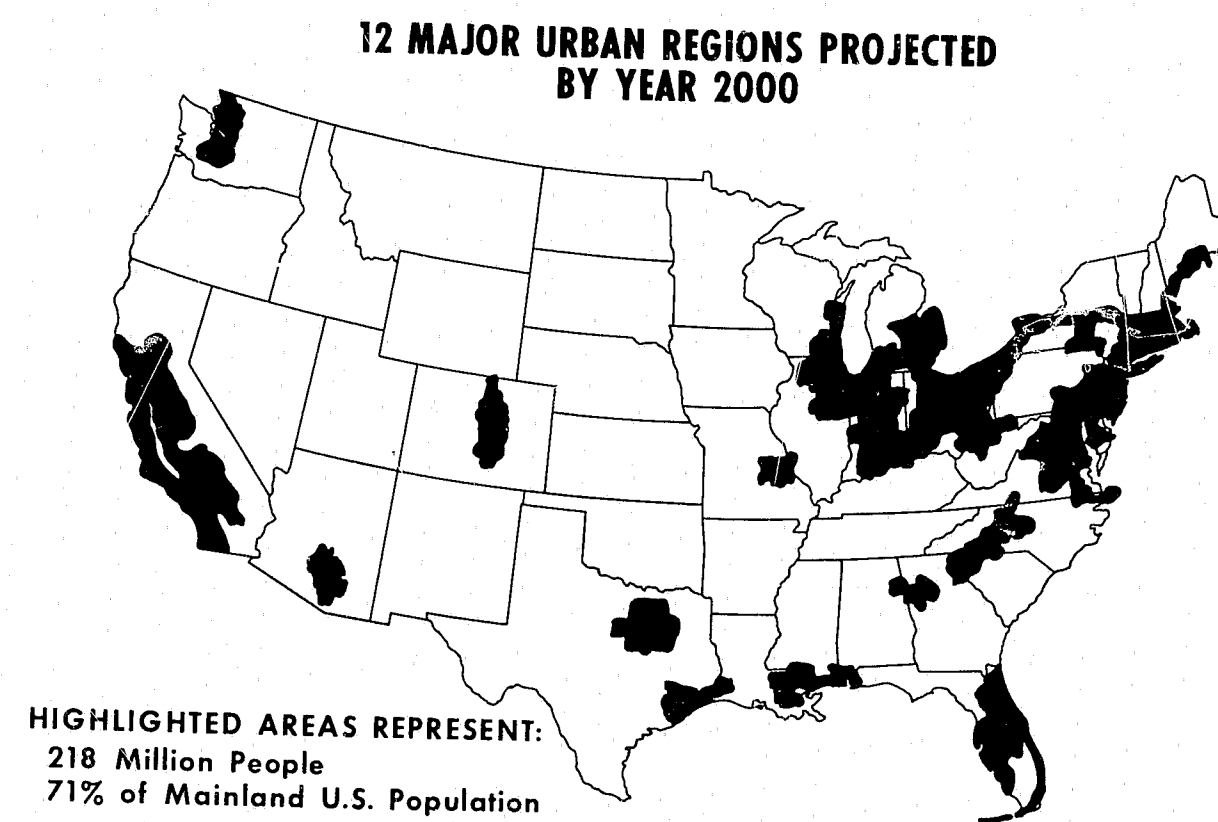 12 MAJOR URBAN REGIONS PROJECTED
BY YEAR 2000
HIGHLIGHTED AREAS REPRESENT:
218 Million People
71% of Mainland U.S. Population